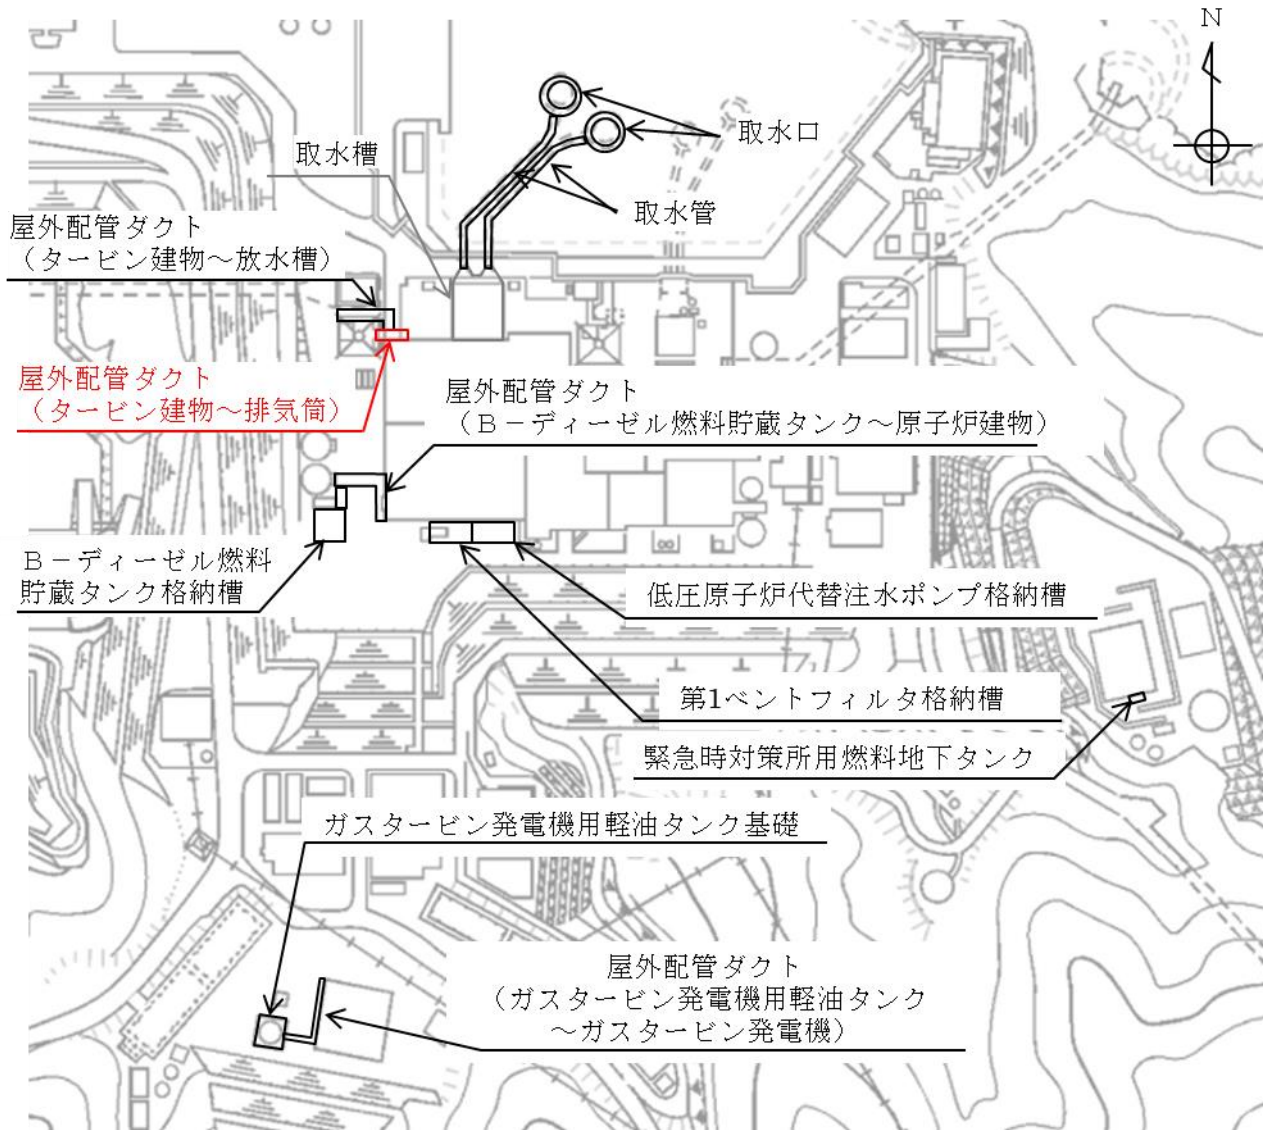 N
取水口
取水槽
取水管
屋外配管ダクト
（タービン建物～放水槽）
屋外配管ダクト
（タービン建物～排気筒）
屋外配管ダクト
（Ｂ－ディーゼル燃料貯蔵タンク～原子炉建物）
Ｂ－ディーゼル燃料
貯蔵タンク格納槽
低圧原子炉代替注水ポンプ格納槽
第1ベントフィルタ格納槽
緊急時対策所用燃料地下タンク
ガスタービン発電機用軽油タンク基礎
屋外配管ダクト
（ガスタービン発電機用軽油タンク
～ガスタービン発電機）